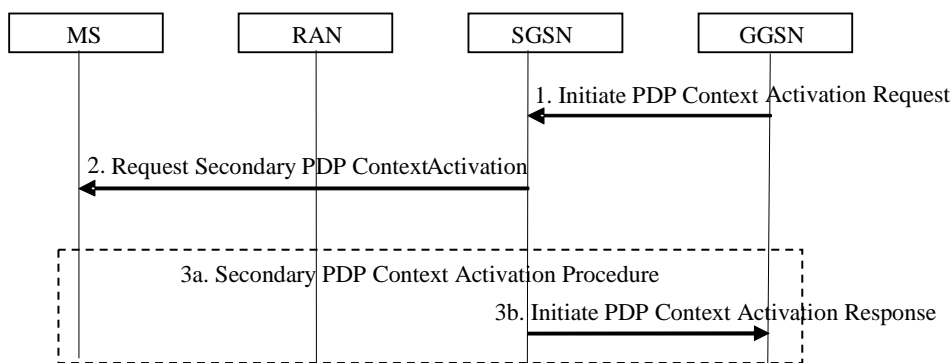 MS RAN SGSN GGSN
1. Initiate PDP Context Activation Request
2. Request Secondary PDP ContextActivation
3a. Secondary PDP Context Activation Procedure
3b. Initiate PDP Context Activation Response